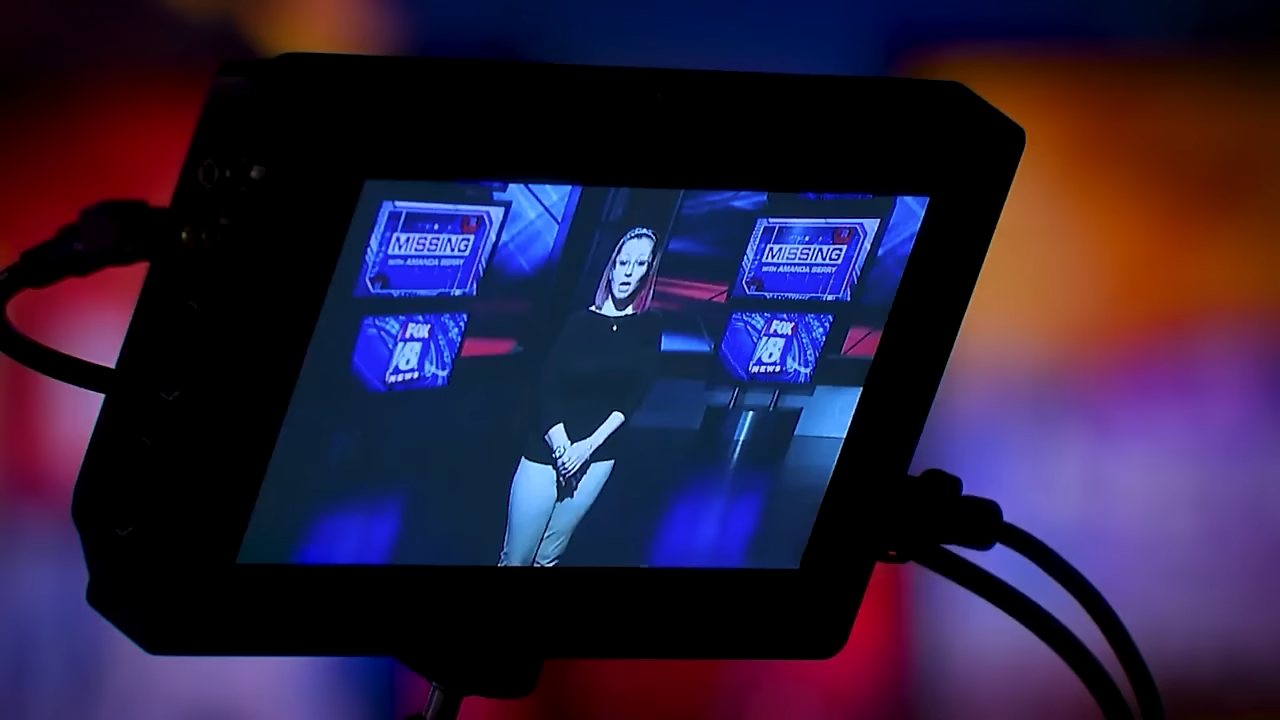 MISSING
WITH AMANDA BERRY
FOX
8
NEWS
MISSING
WITH AMANDA BERRY
FOX
8
NEWS